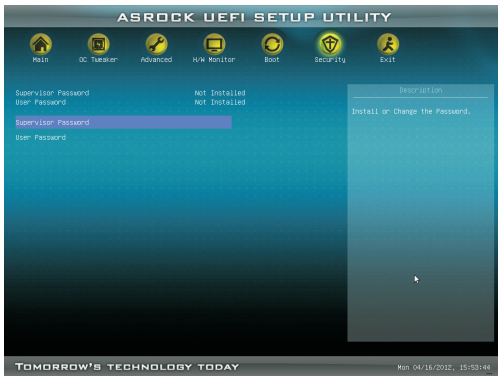 ASROCK UEFI SETUP UTILITY
Main OC Tweaker Advanced H/W Monitor Boot Security Exit
Supervisor Password Not Installed
User Password Not Installed
Supervisor Password
User Password
Description
Install or Change the Password.
TOMORROW'S TECHNOLOGY TODAY
Mon 04/16/2012, 15:53:44